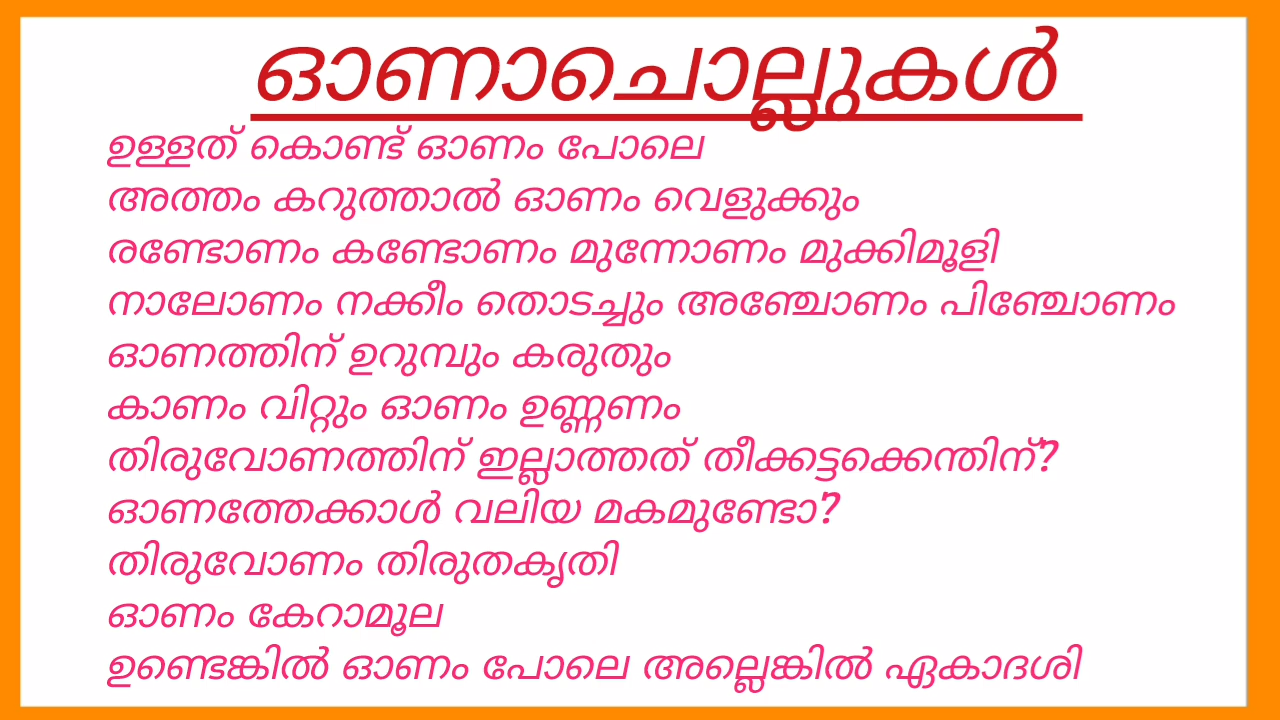 ഓണാചൊല്ലുകൾ
ഉള്ളത് കൊണ്ട് ഓണം പോലെ
അത്തം കറുത്താൽ ഓണം വെളുക്കും
രണ്ടോണം കണ്ടോണം മുന്നോണം മുക്കിമൂളി
നാലോണം നക്കീം തൊടച്ചും അഞ്ചോണം പിഞ്ചോണം
ഓണത്തിന് ഉറുമ്പും കരുതും
കാണം വിറ്റും ഓണം ഉണ്ണണം
തിരുവോണത്തിന് ഇല്ലാത്തത് തീക്കട്ടക്കെന്തിന്?
ഓണത്തേക്കാൾ വലിയ മകമുണ്ടോ?
തിരുവോണം തിരുതകൃതി
ഓണം കേറാമൂല
ഉണ്ടെങ്കിൽ ഓണം പോലെ അല്ലെങ്കിൽ ഏകാദശി